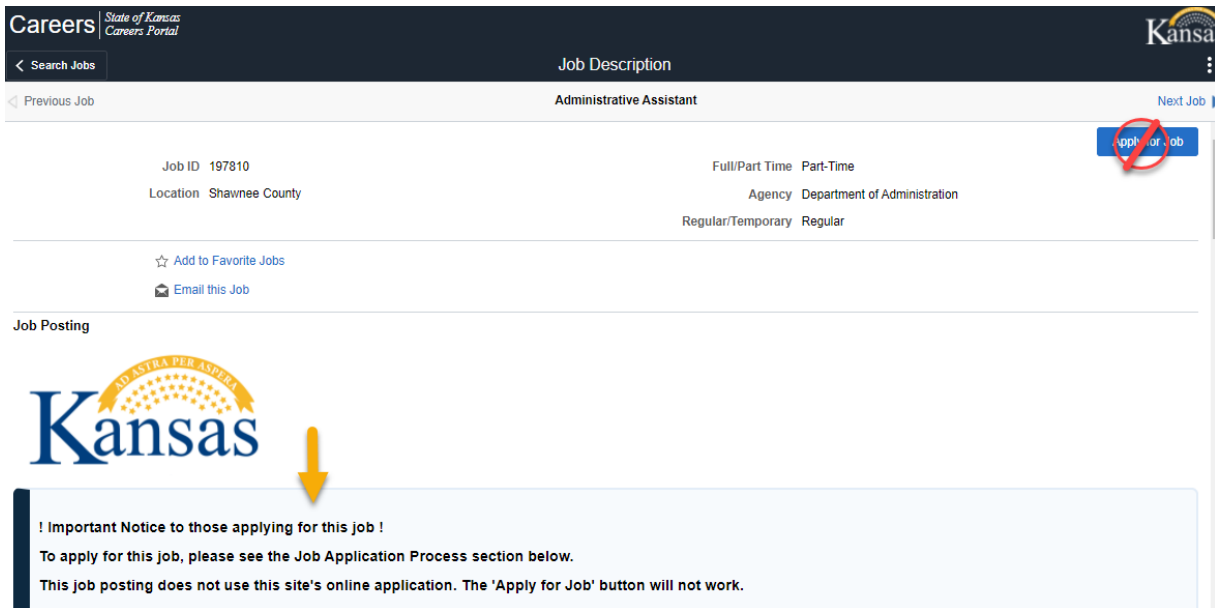 Careers State of Kansas
Careers Portal
Kansa
Search Jobs
Job Description
Previous Job
Administrative Assistant
Next Job
Apply for Job
Job ID 197810
Full/Part Time Part-Time
Location Shawnee County
Agency Department of Administration
Regular/Temporary Regular
Add to Favorite Jobs
Email this Job
Job Posting
AD ASTRA PER ASPERA
Kansas
! Important Notice to those applying for this job !
To apply for this job, please see the Job Application Process section below.
This job posting does not use this site's online application. The 'Apply for Job' button will not work.